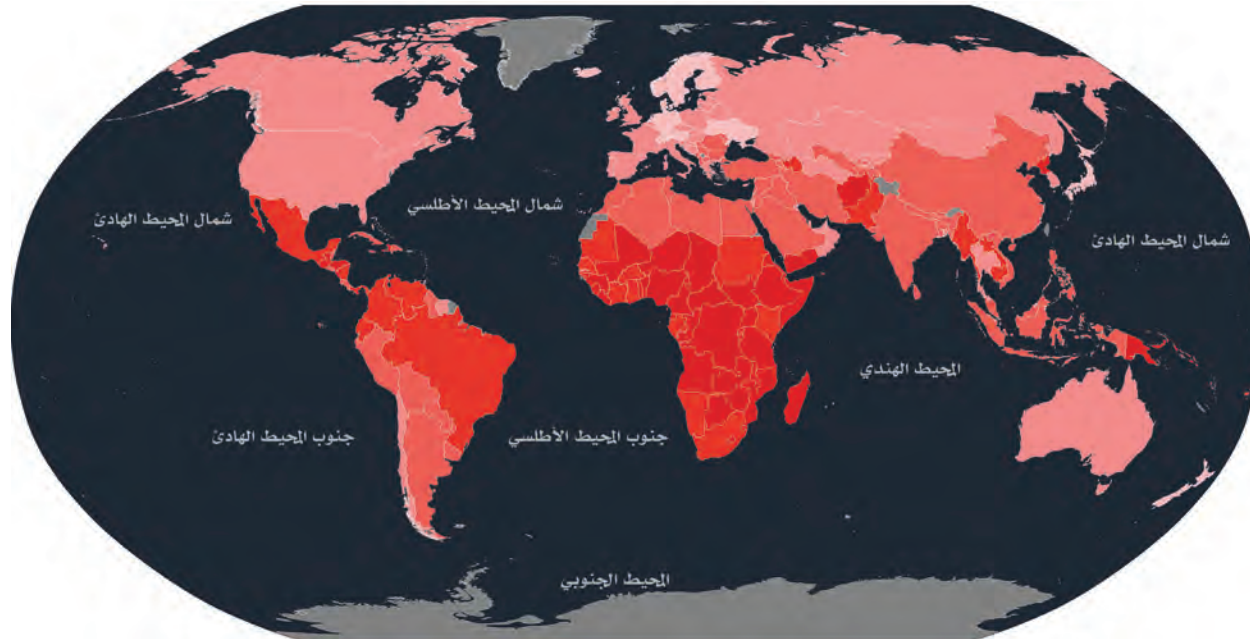 شمال المحيط الأطلسي
شمال المحيط الهادئ
شمال المحيط الهادئ
المحيط الهندي
جنوب المحيط الأطلسي
جنوب المحيط الهادئ
المحيط الجنوبي